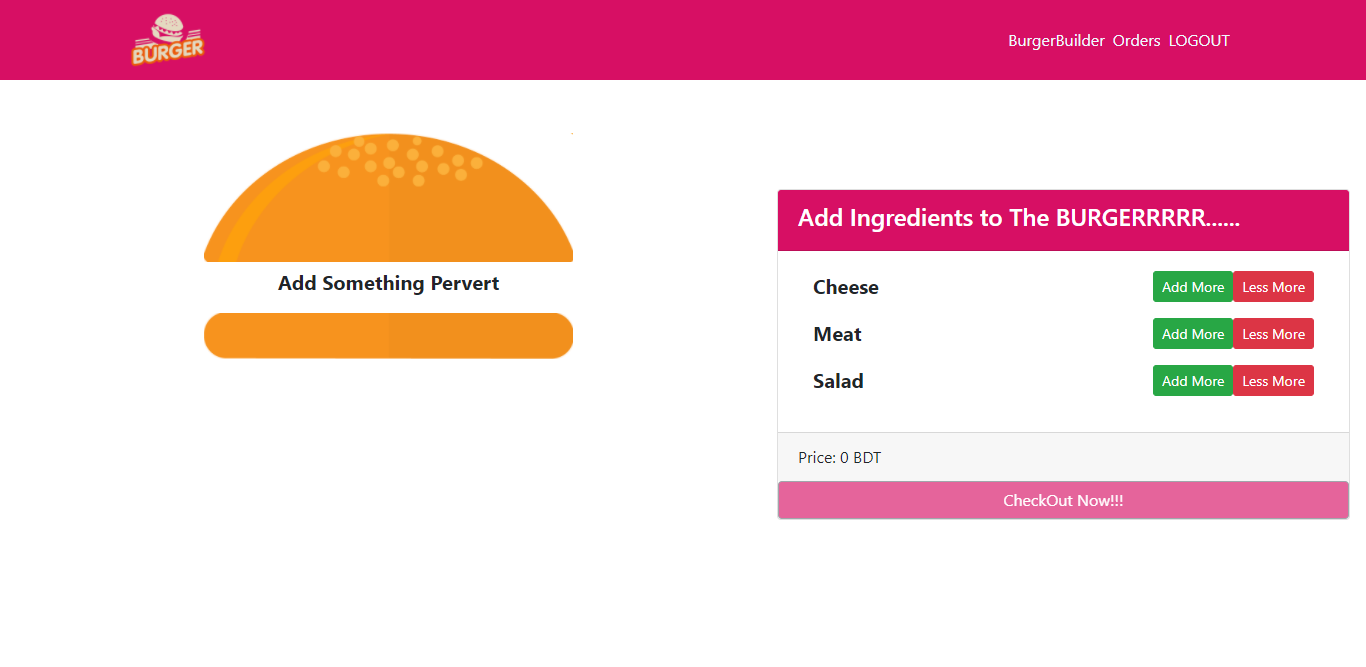 BURGER
BurgerBuilder Orders LOGOUT
Add Something Pervert
Add Ingredients to The BURGERRRRR......
Cheese Add More Less More
Meat Add More Less More
Salad Add More Less More
Price: 0 BDT
CheckOut Now!!!